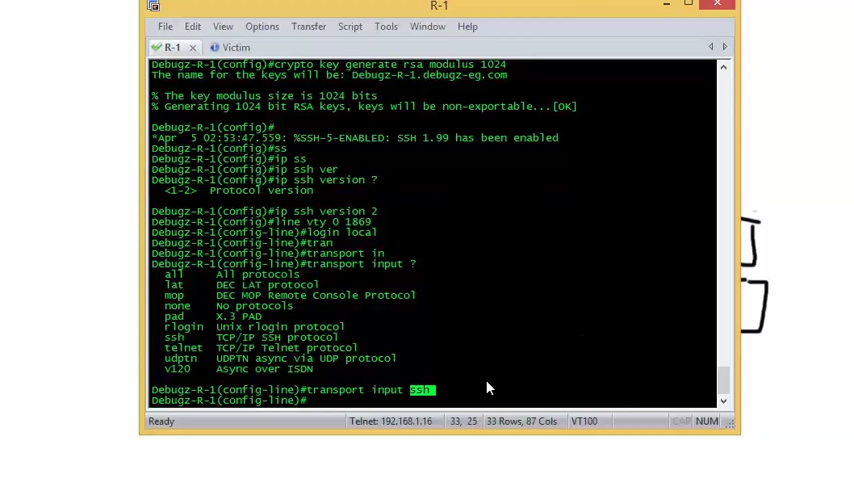 R-1
File Edit View Options Transfer Script Tools Window Help
R-1 Victim
Debugz-R-1(config)#crypto key generate rsa modulus 1024
The name for the keys will be: Debugz-R-1.debug-eg.com
% The key modulus size is 1024 bits
% Generating 1024 bit RSA keys, keys will be non-exportable...[OK]
Debugz-R-1(config)#
*Apr  5 02:53:47.559: %SSH-5-ENABLED: SSH 1.99 has been enabled
Debugz-R-1(config)#ss
Debugz-R-1(config)#ip ss
Debugz-R-1(config)#ip ssh ver
Debugz-R-1(config)#ip ssh version ?
<1-2>  Protocol version
Debugz-R-1(config)#ip ssh version 2
Debugz-R-1(config)#line vty 0 1869
Debugz-R-1(config-line)#login local
Debugz-R-1(config-line)#tran
Debugz-R-1(config-line)#transport in
Debugz-R-1(config-line)#transport input ?
all     All protocols
lat     DEC LAT protocol
mop     DEC MOP Remote Console Protocol
none    No protocols
pad     X.3 PAD
rlogin  Unix rlogin protocol
ssh     TCP/IP SSH protocol
telnet  TCP/IP Telnet protocol
udptn   UDPTN async via UDP protocol
v120    Async over ISDN
Debugz-R-1(config-line)#transport input ssh
Debugz-R-1(config-line)#
Ready Telnet: 192.168.1.16 33, 25 33 Rows, 87 Cols VT100 CAP NUM